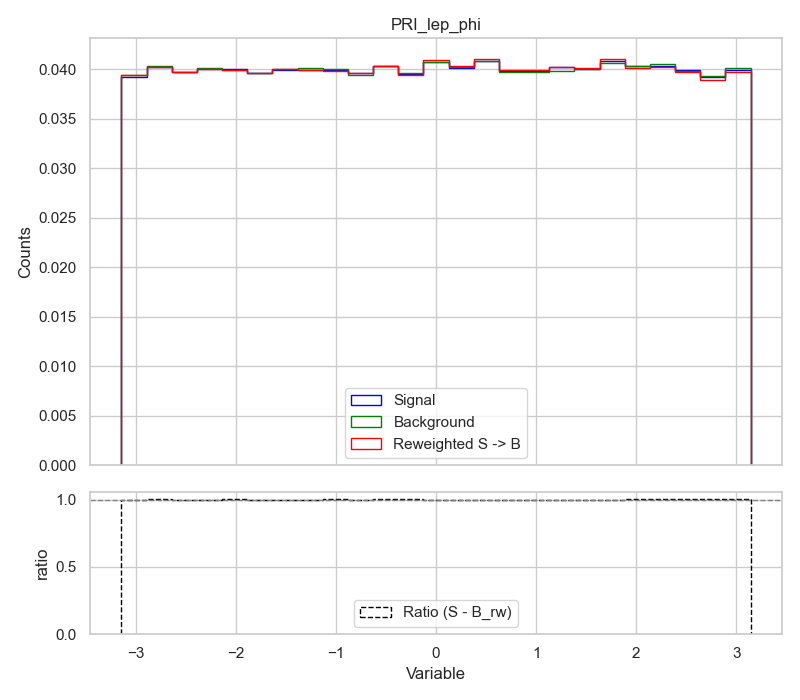 PRI_lep_phi
0.040
0.035
0.030
0.025
0.020
0.015
0.010
0.005
0.000
Counts
Signal
Background
Reweighted S -> B
1.0
0.5
0.0
ratio
Ratio (S - B_rw)
−3 −2 −1 0 1 2 3
Variable